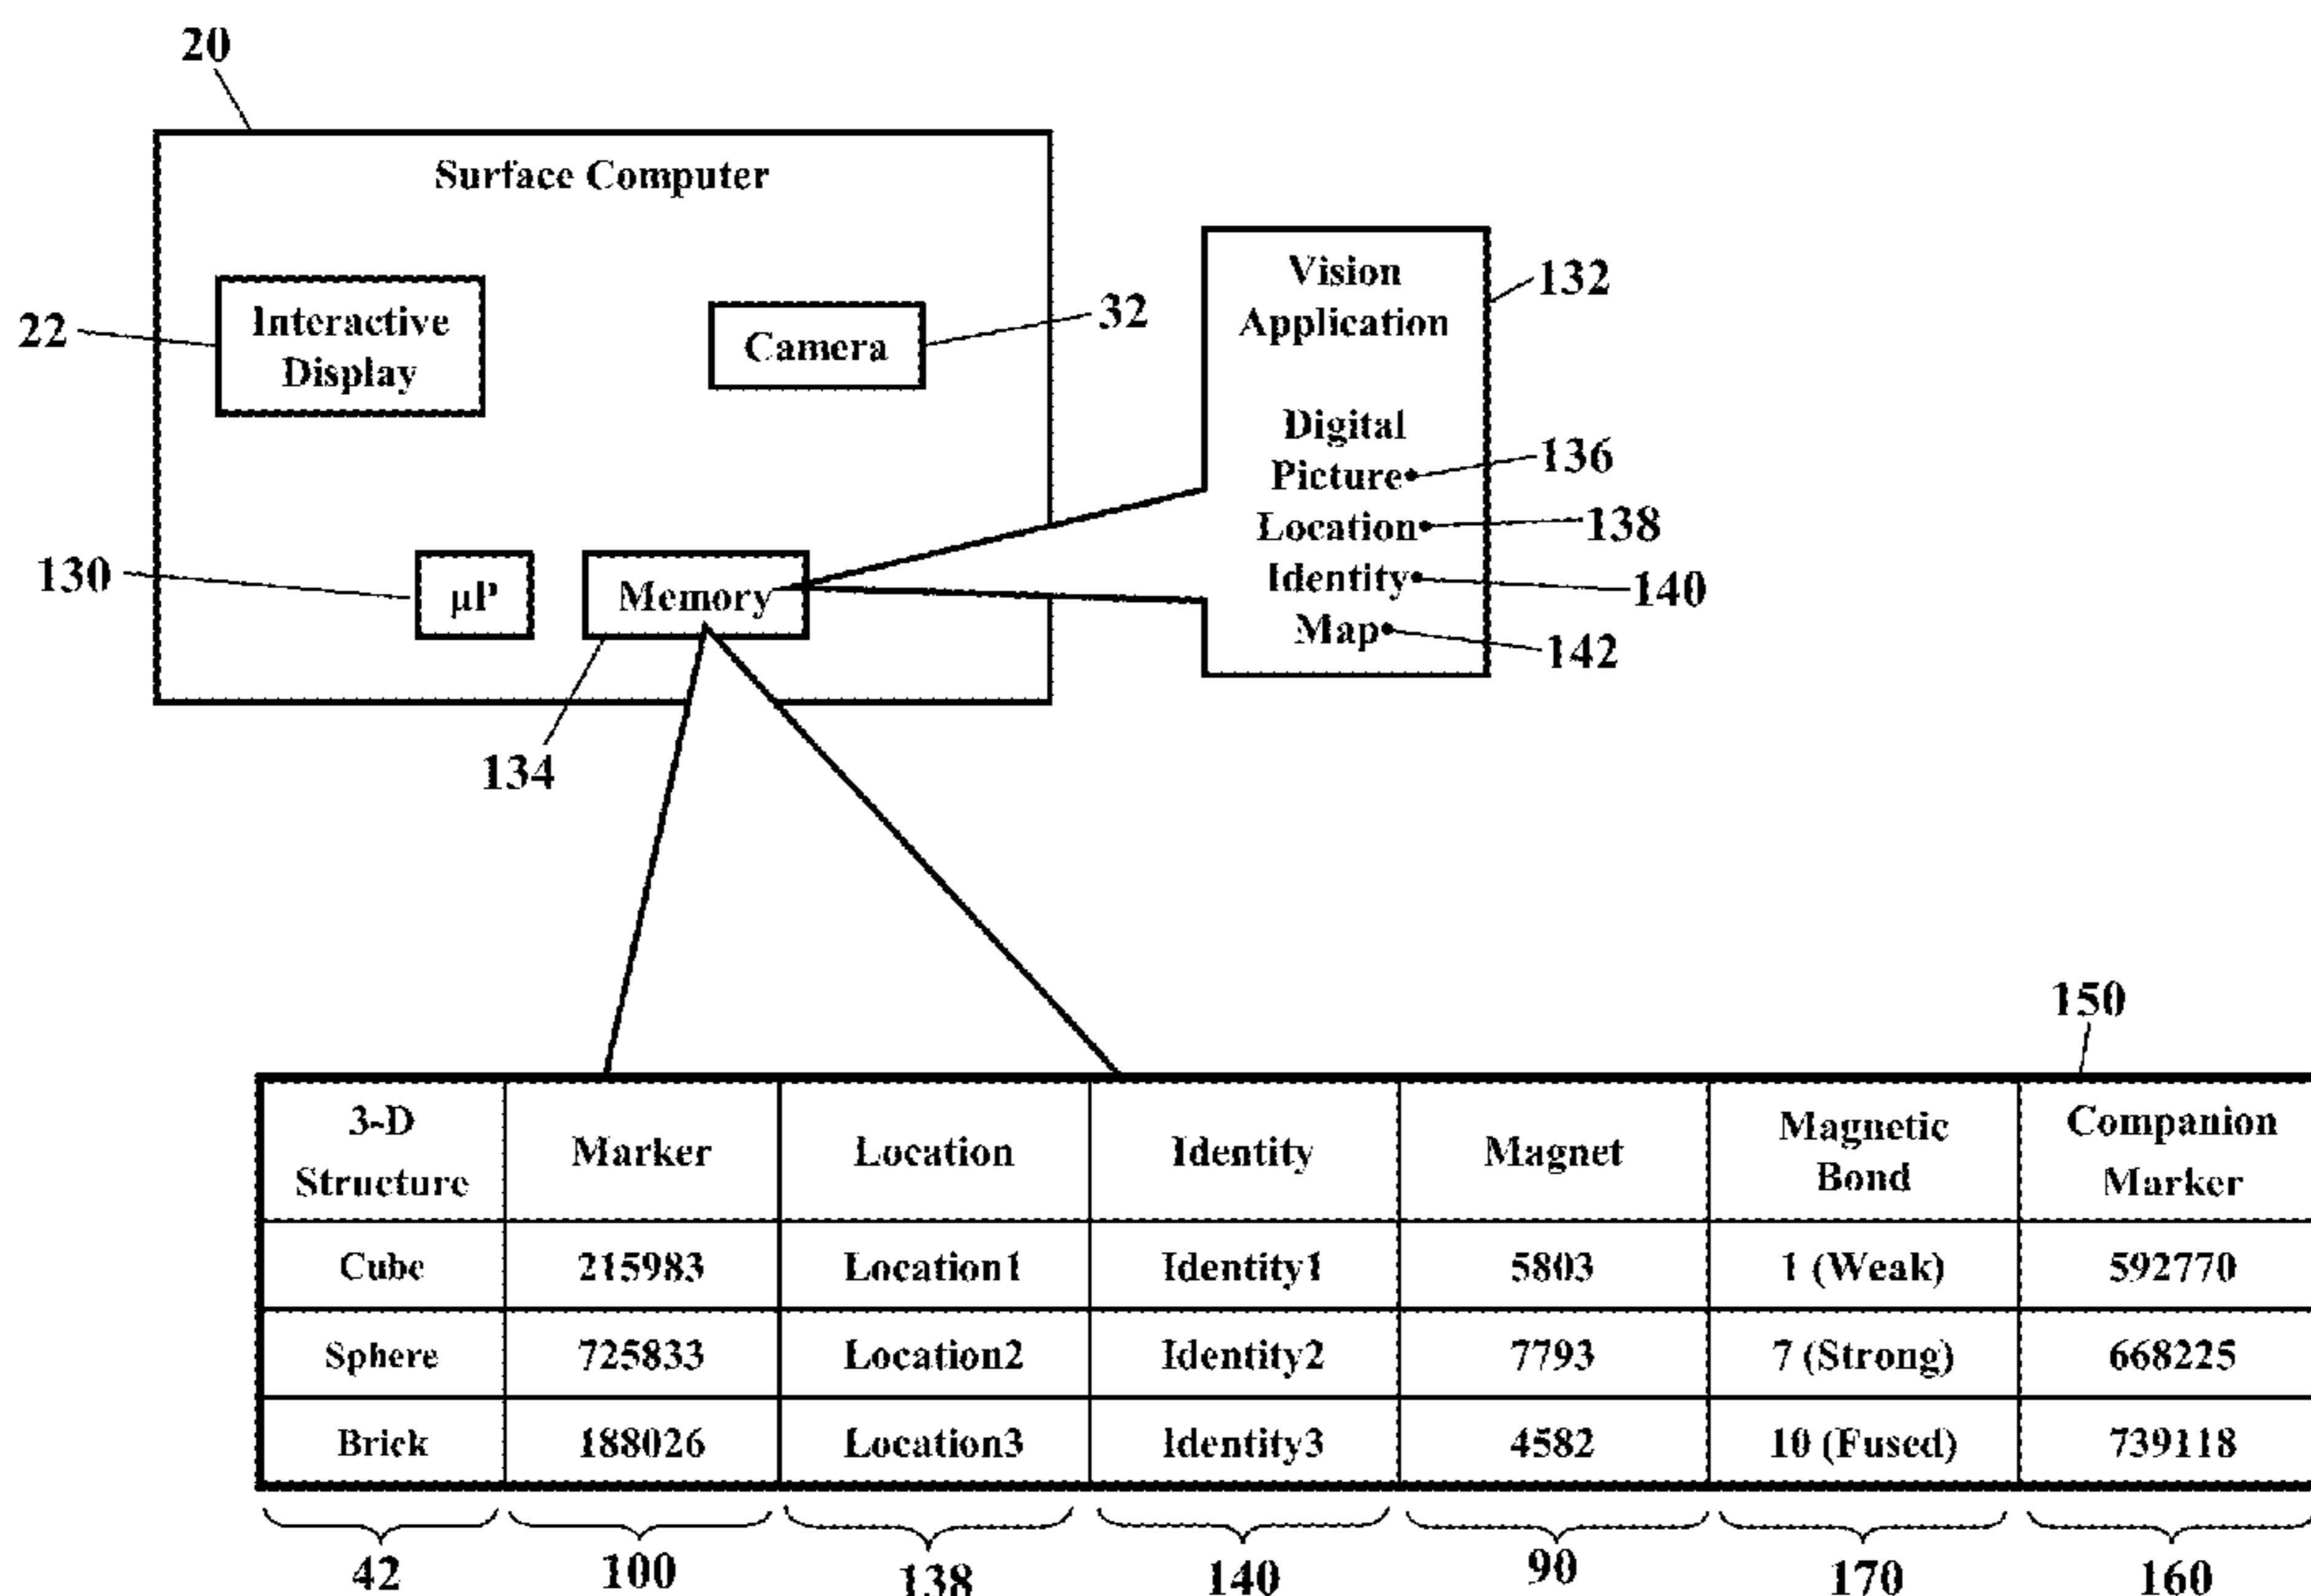 20
Surface Computer
22
Interactive
Display
Camera
32
Vision
Application
132
Digital
Picture
136
Location
138
Identity
140
Map
142
130
µP
Memory
134
150
3-D
Structure
Marker
Location
Identity
Magnet
Magnetic
Bond
Companion
Marker
Cube 215983 Location1 Identity1 5803 1 (Weak) 592770
Sphere 725833 Location2 Identity2 7793 7 (Strong) 668225
Brick 188026 Location3 Identity3 4582 10 (Fused) 739118
42 100 138 140 90 170 160